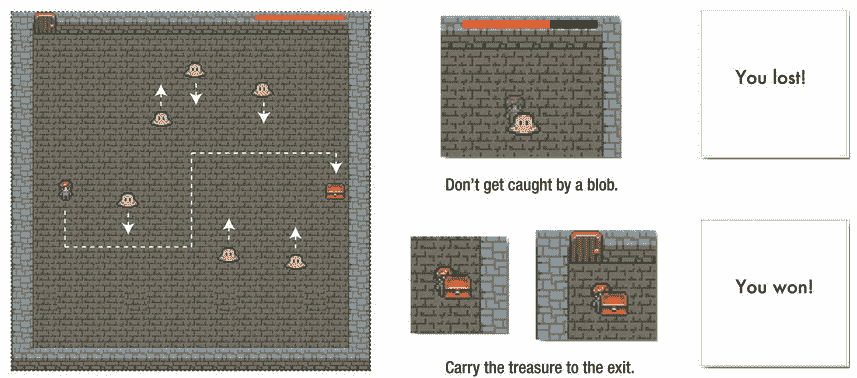 You lost!
Don’t get caught by a blob.
You won!
Carry the treasure to the exit.